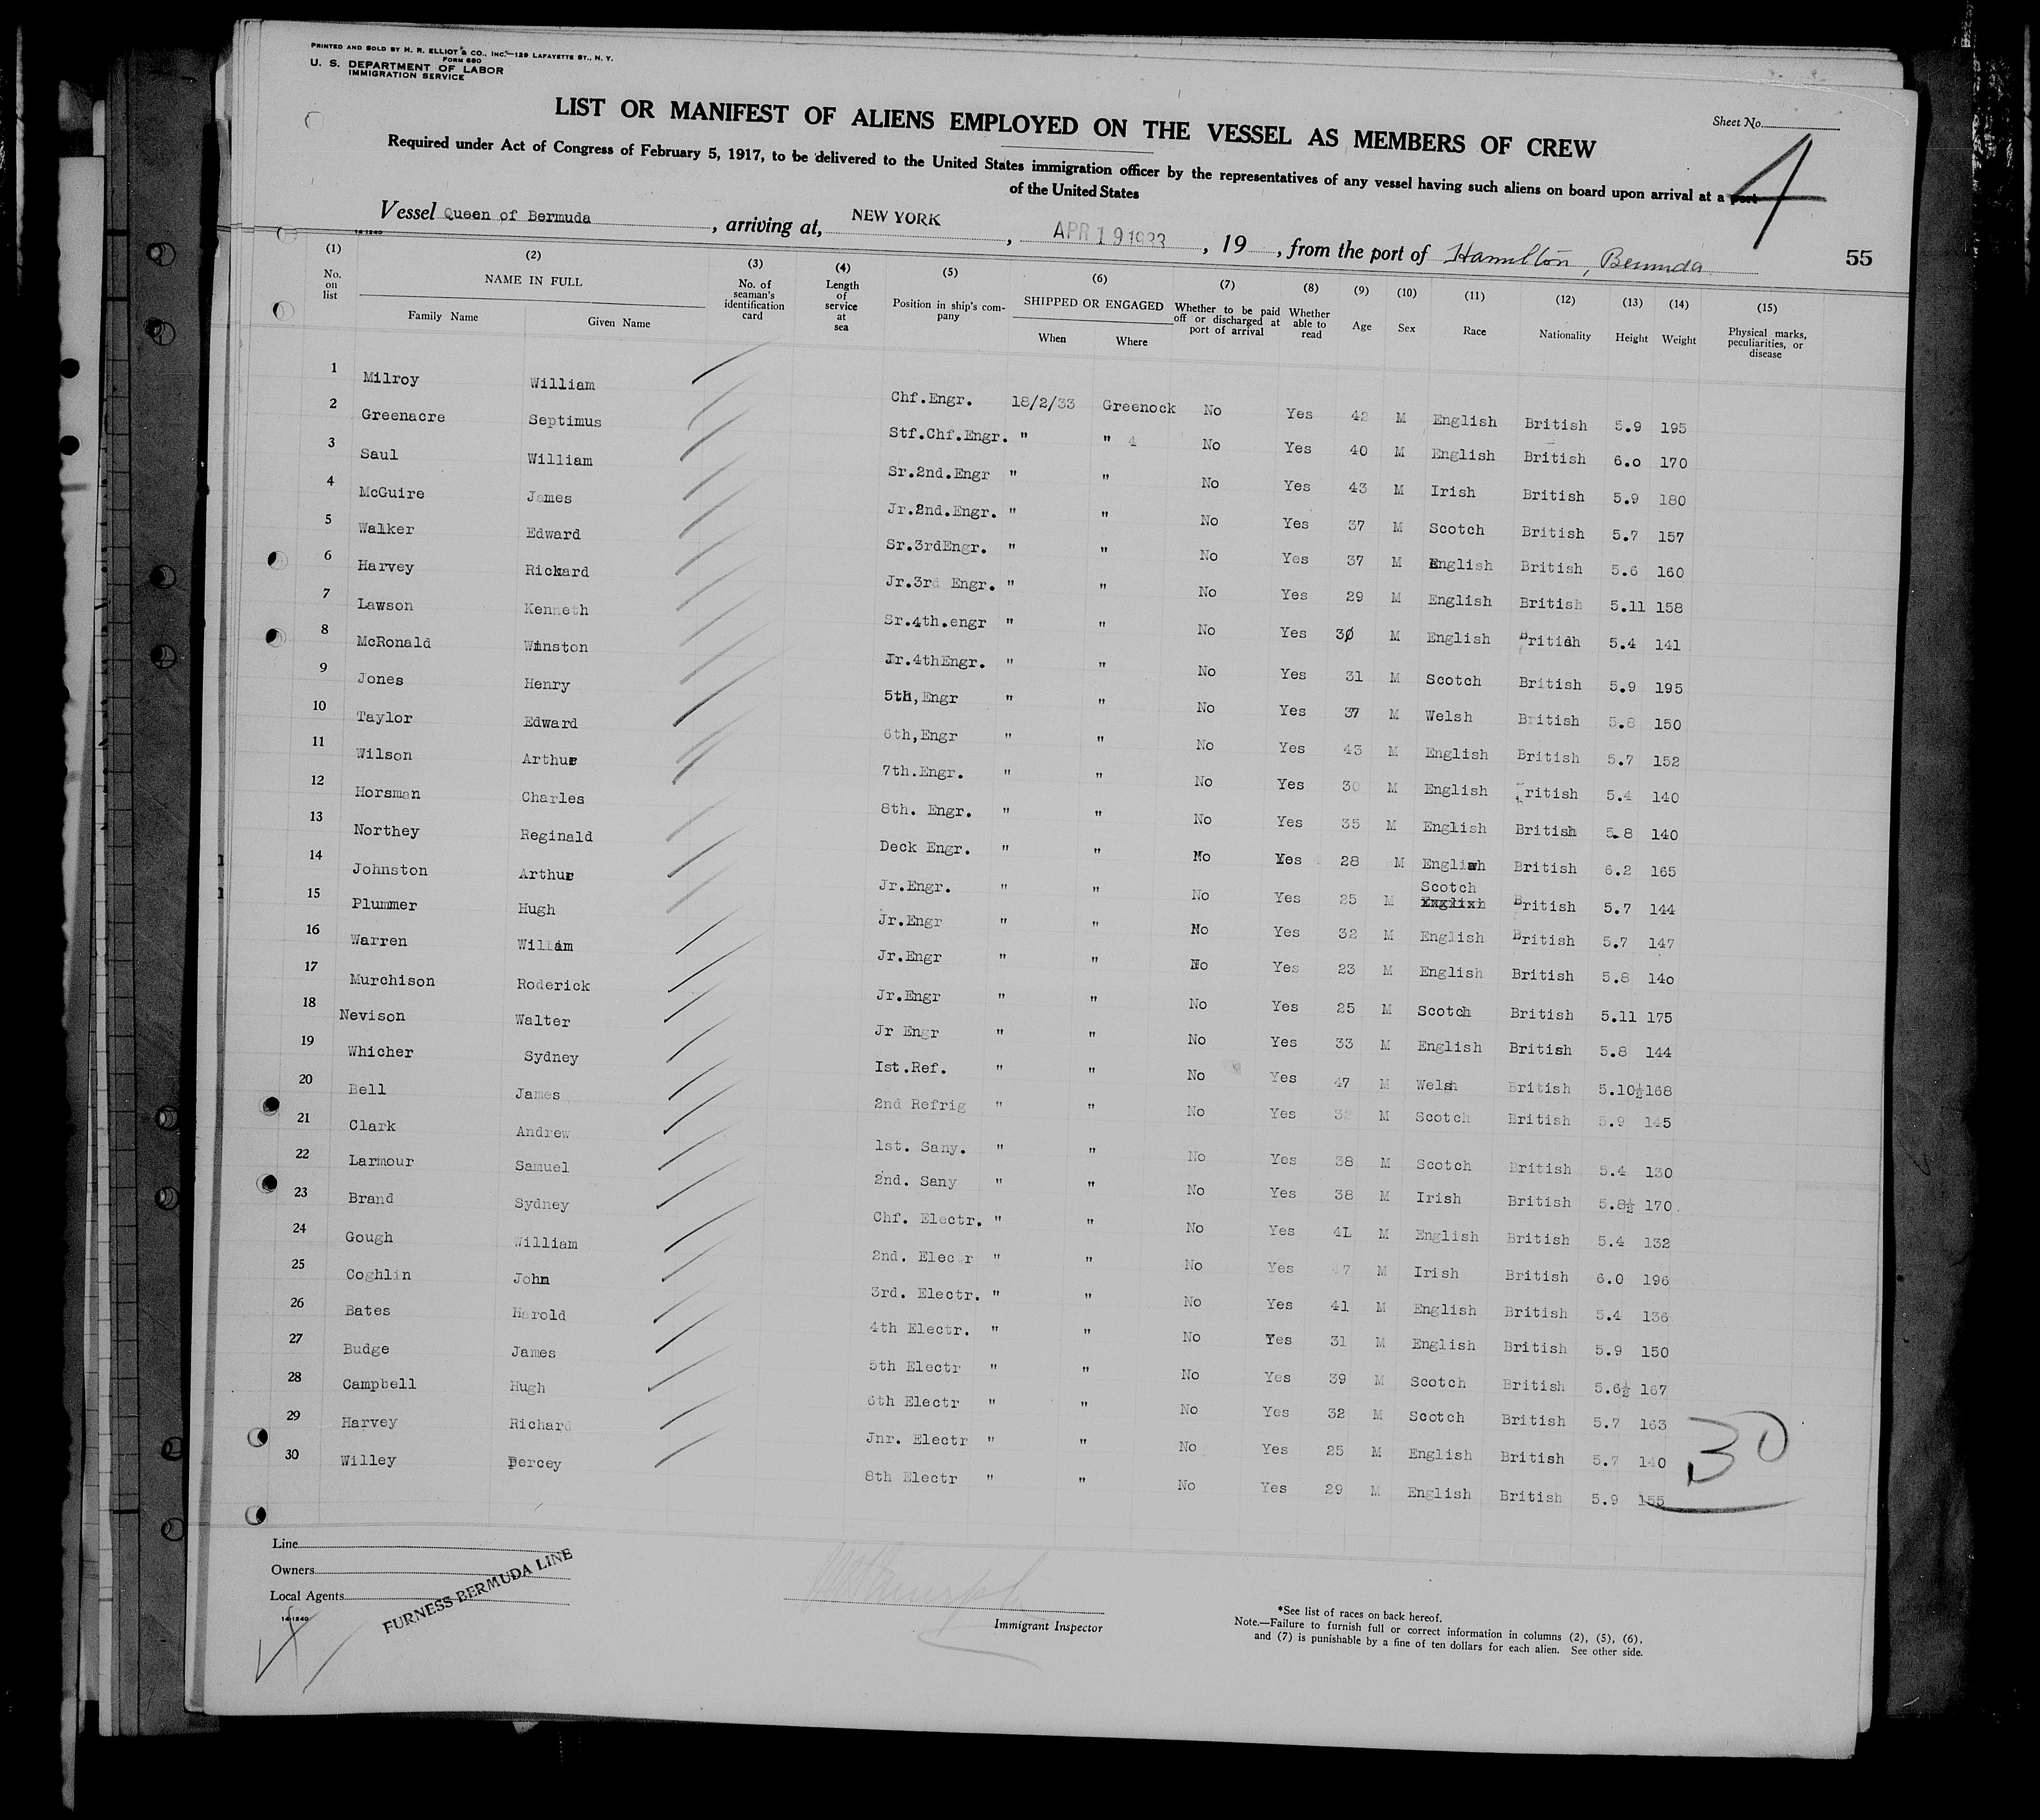 PRINTED AND SOLD BY H. R. ELLIOT & CO., INC.—129 LAFAYETTE ST., N. Y.
FORM 680
U. S. DEPARTMENT OF LABOR
IMMIGRATION SERVICE
LIST OR MANIFEST OF ALIENS EMPLOYED ON THE VESSEL AS MEMBERS OF CREW
Sheet No.
4
Required under Act of Congress of February 5, 1917, to be delivered to the United States immigration officer by the representatives of any vessel having such aliens on board upon arrival at a port
of the United States
Vessel Queen of Bermuda, arriving at, NEW YORK, APR 19 1933, 19 , from the port of Hamilton, Bermuda
14-1240
55
(1) (2) (3) (4) (5) (6) (7) (8) (9) (10) (11) (12) (13) (14) (15)
No. on list NAME IN FULL Family Name Given Name No. of seaman's identification card Length of service at sea Position in ship's company SHIPPED OR ENGAGED When Where Whether to be paid off or discharged at port of arrival Whether able to read Age Sex Race Nationality Height Weight Physical marks, peculiarities, or disease
1 Milroy William Chf.Engr. 18/2/33 Greenock No Yes 42 M English British 5.9 195
2 Greenacre Septimus Stf.Chf.Engr. " " 4 No Yes 40 M English British 6.o 170
3 Saul William Sr.2nd.Engr " " No Yes 43 M Irish British 5.9 180
4 McGuire James Jr.2nd.Engr. " " No Yes 37 M Scotch British 5.7 157
5 Walker Edward Sr.3rdEngr. " " No Yes 37 M English British 5.6 160
6 Harvey Rickard Jr.3rd Engr. " " No Yes 29 M English British 5.11 158
7 Lawson Kenneth Sr.4th.engr " " No Yes 30 M English British 5.4 141
8 McRonald Winston Jr.4thEngr. " " No Yes 31 M Scotch British 5.9 195
9 Jones Henry 5th,Engr " " No Yes 37 M Welsh British 5.8 150
10 Taylor Edward 6th,Engr " " No Yes 43 M English British 5.7 152
11 Wilson Arthur 7th.Engr. " " No Yes 30 M English British 5.4 140
12 Horsman Charles 8th. Engr. " " No Yes 35 M English British 5.8 140
13 Northey Reginald Deck Engr. " " No Yes 28 M English British 6.2 165
14 Johnston Arthur Jr.Engr. " " No Yes 25 M Scotch English British 5.7 144
15 Plummer Hugh Jr.Engr " " No Yes 32 M English British 5.7 147
16 Warren Willám Jr.Engr " " No Yes 23 M English British 5.8 14o
17 Murchison Roderick Jr.Engr " " No Yes 25 M Scotch British 5.11 175
18 Nevison Walter Jr Engr " " No Yes 33 M English British 5.8 144
19 Whicher Sydney Ist.Ref. " " No Yes 47 M Welsh British 5.10½ 168
20 Bell James 2nd Refrig " " No Yes M Scotch British 5.9 145
21 Clark Andrew 1st. Sany. " " No Yes 38 M Scotch British 5.4 130
22 Larmour Samuel 2nd. Sany " " No Yes 38 M Irish British 5.8½ 170.
23 Brand Sydney Chf. Electr. " " No Yes 4L M English British 5.4 132
24 Gough William 2nd. Elec r " " No Yes 47 M Irish British 6.0 196
25 Coghlin John 3rd. Electr. " " No Yes 41 M English British 5.4 136
26 Bates Harold 4th Electr. " " No Yes 31 M English British 5.9 150
27 Budge James 5th Electr " " No Yes 39 M Scotch British 5.6½ 167
28 Campbell Hugh 6th Electr " " No Yes 32 M Scotch British 5.7 163
29 Harvey Richard Jnr. Electr " " No Yes 25 M English British 5.7 140
30 Willey Percey 8th Electr " " No Yes 29 M English British 5.9 155
30
Line
Owners
Local Agents
14-1240
FURNESS BERMUDA LINE
Immigrant Inspector
*See list of races on back hereof.
Note.—Failure to furnish full or correct information in columns (2), (5), (6),
and (7) is punishable by a fine of ten dollars for each alien. See other side.